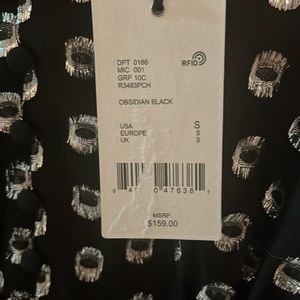 DPT 0186
MIC 001
GRP 10C
R3483PCH
RFID
OBSIDIAN BLACK
USA S
EUROPE S
UK S
MSRP
$159.00